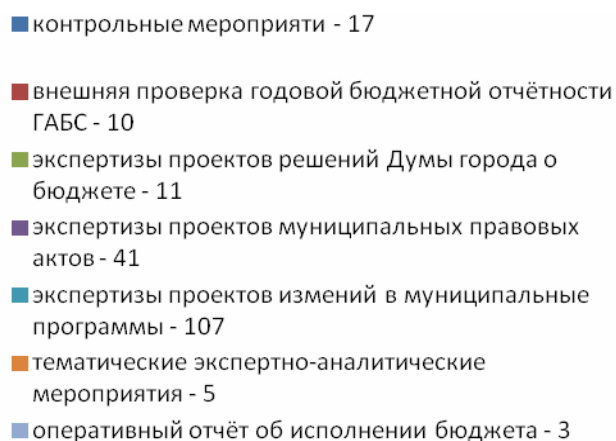 контрольные мероприяти - 17
внешняя проверка годовой бюджетной отчётности
ГАБС - 10
экспертизы проектов решений Думы города о
бюджете - 11
экспертизы проектов муниципальных правовых
актов - 41
экспертизы проектов измений в муниципальные
программы - 107
тематические экспертно-аналитические
мероприятия - 5
оперативный отчёт об исполнении бюджета - 3